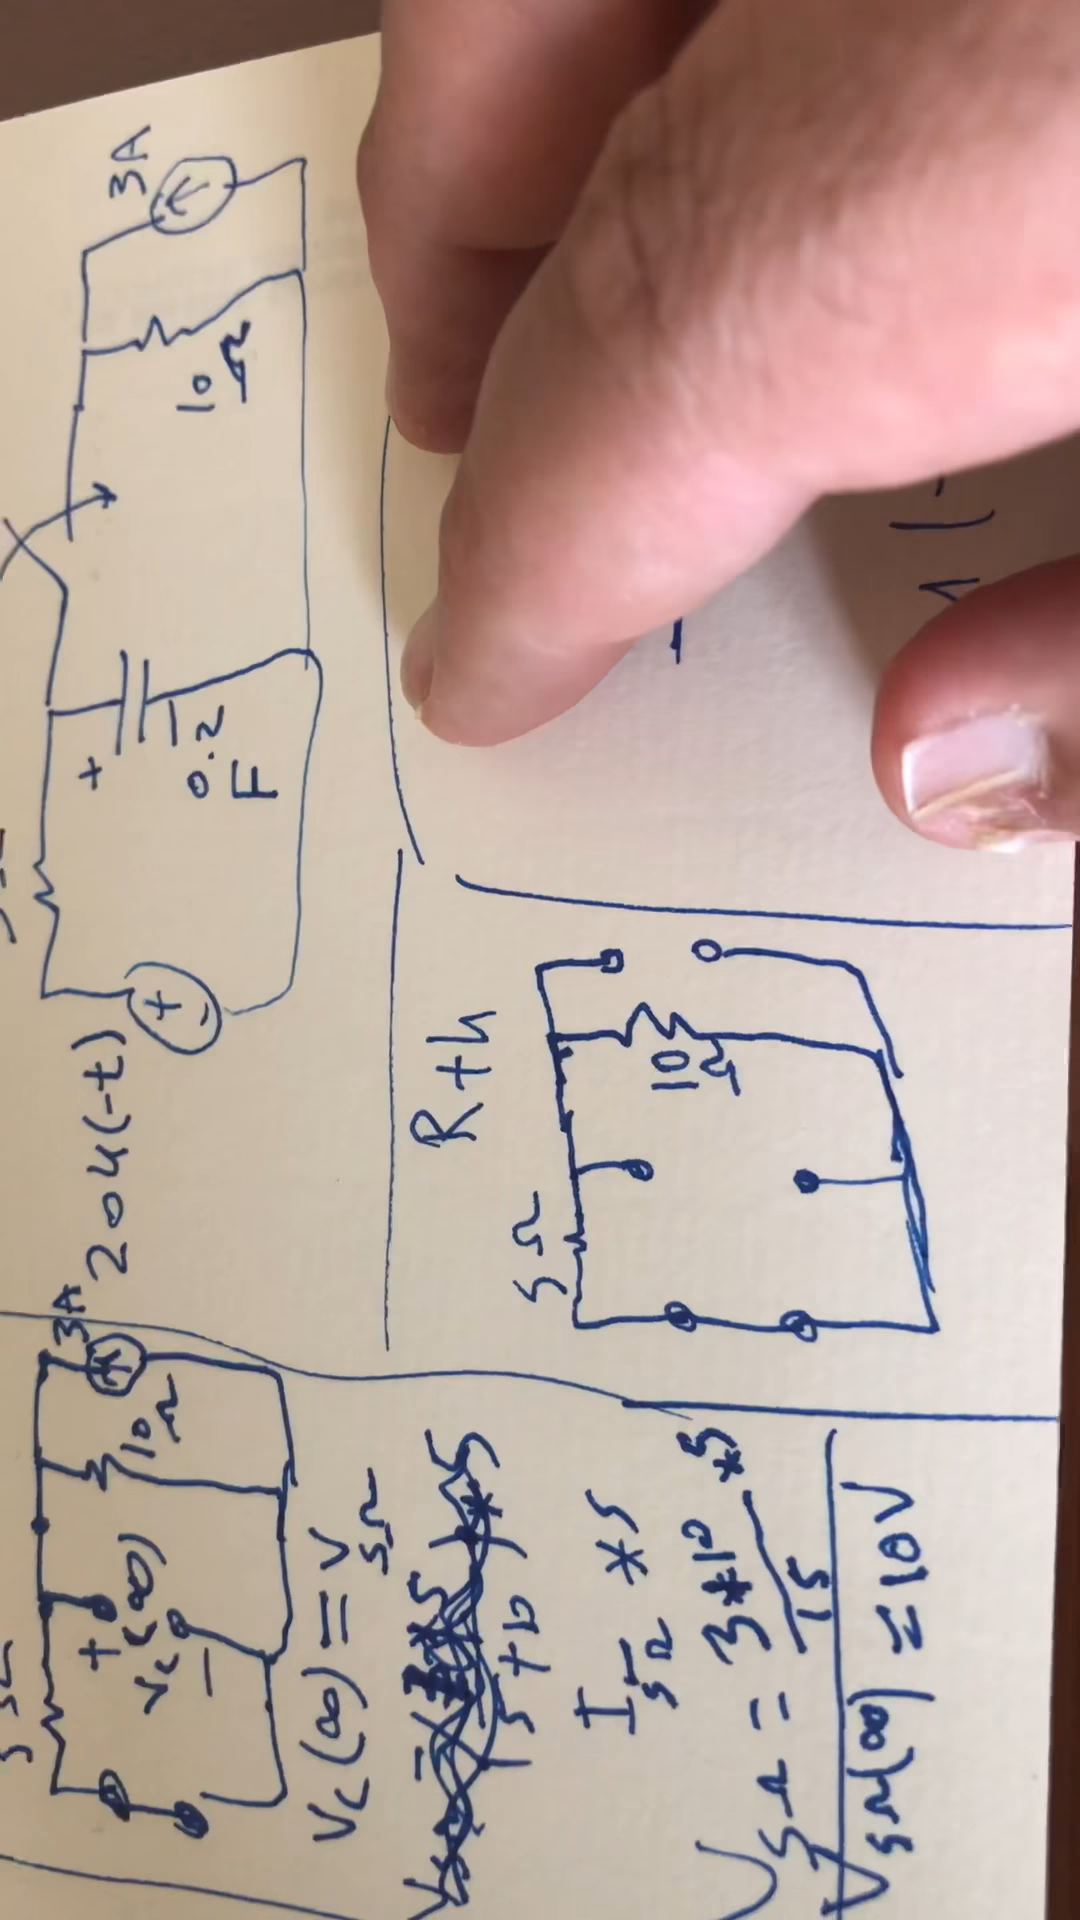 3A
10 Ω
+
0.2
F
+
-
20u(-t)
Rth
10 Ω
5 Ω
3A
10 Ω
+
Vc(∞)
-
Vc(∞) = V5Ω
I5Ω * 5
V5Ω = 3*10/15 *5
V5Ω(∞) = 10V